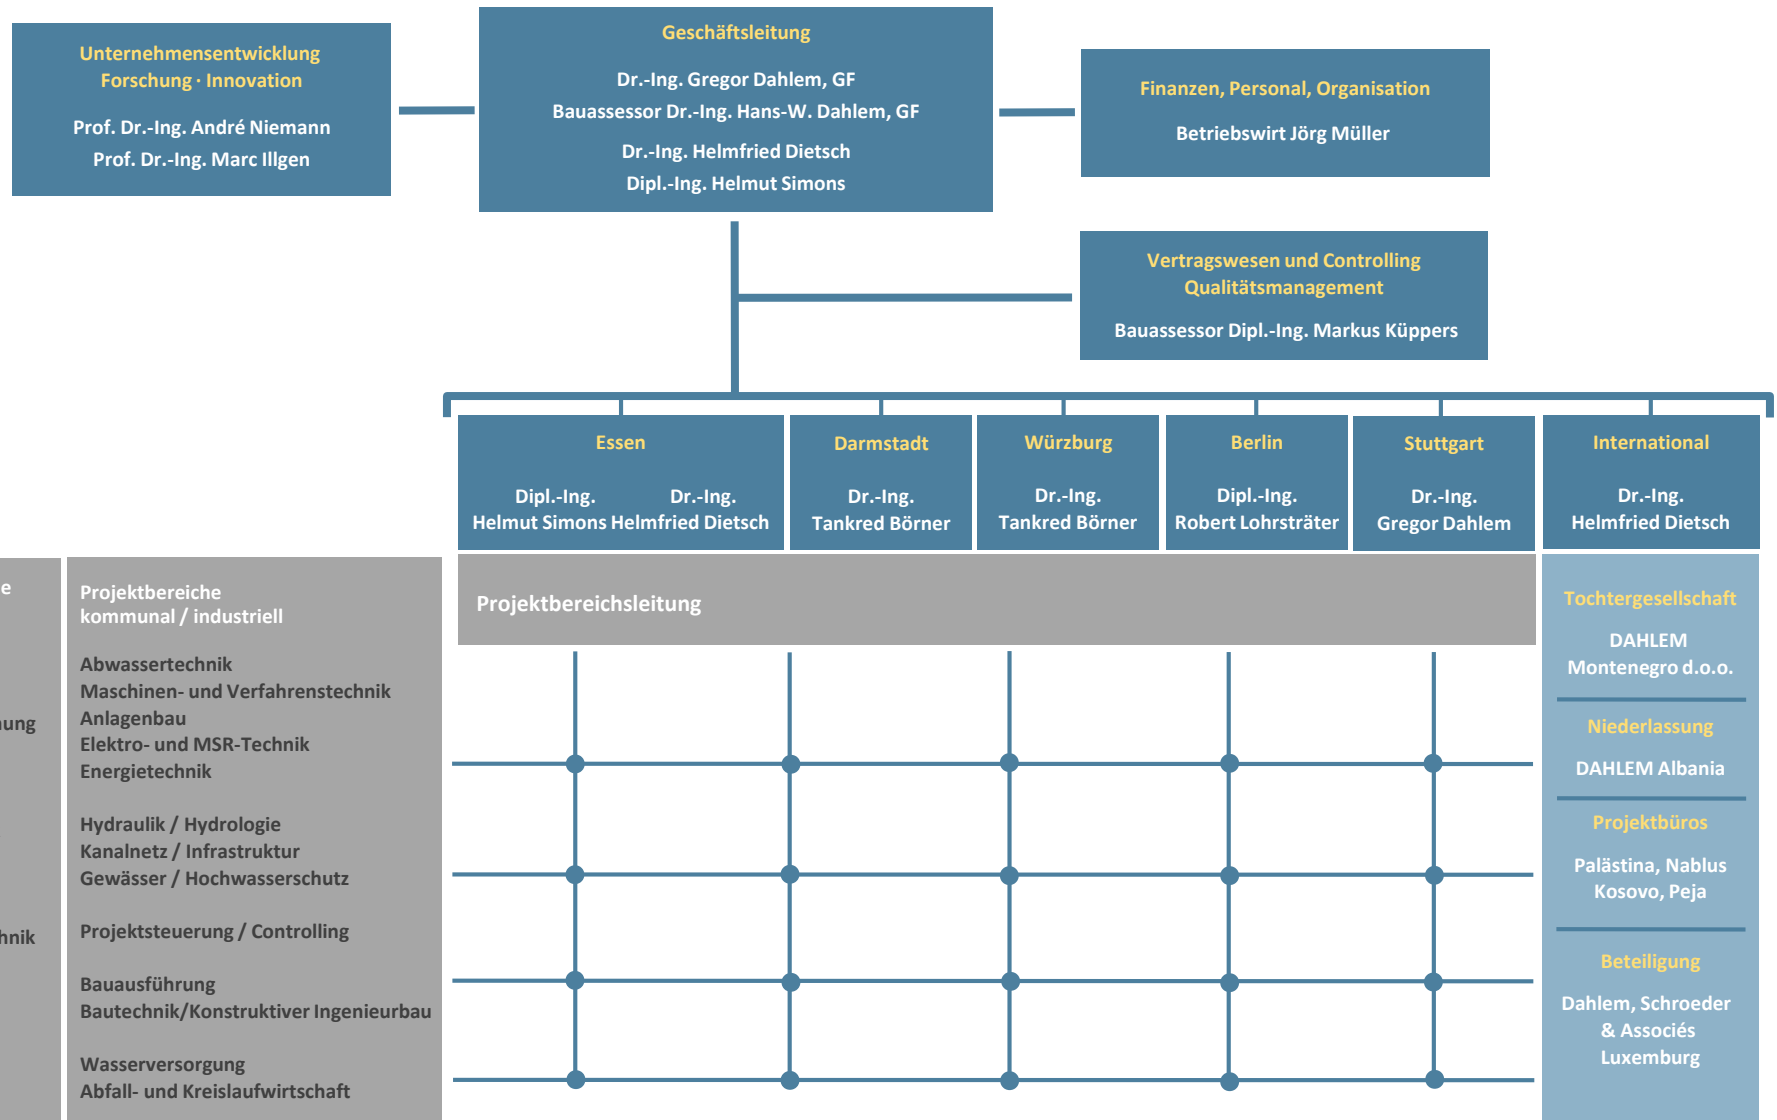 Unternehmensentwicklung
Forschung · Innovation
Prof. Dr.-Ing. André Niemann
Prof. Dr.-Ing. Marc Illgen
Geschäftsleitung
Dr.-Ing. Gregor Dahlem, GF
Bauassessor Dr.-Ing. Hans-W. Dahlem, GF
Dr.-Ing. Helmfried Dietsch
Dipl.-Ing. Helmut Simons
Finanzen, Personal, Organisation
Betriebswirt Jörg Müller
Vertragswesen und Controlling
Qualitätsmanagement
Bauassessor Dipl.-Ing. Markus Küppers
Essen
Dipl.-Ing. Dr.-Ing.
Helmut Simons Helmfried Dietsch
Darmstadt
Dr.-Ing.
Tankred Börner
Würzburg
Dr.-Ing.
Tankred Börner
Berlin
Dipl.-Ing.
Robert Lohrsträter
Stuttgart
Dr.-Ing.
Gregor Dahlem
International
Dr.-Ing.
Helmfried Dietsch
e
nung
hnik
Projektbereiche
kommunal / industriell
Abwassertechnik
Maschinen- und Verfahrenstechnik
Anlagenbau
Elektro- und MSR-Technik
Energietechnik
Hydraulik / Hydrologie
Kanalnetz / Infrastruktur
Gewässer / Hochwasserschutz
Projektsteuerung / Controlling
Bauausführung
Bautechnik/Konstruktiver Ingenieurbau
Wasserversorgung
Abfall- und Kreislaufwirtschaft
Projektbereichsleitung
Tochtergesellschaft
DAHLEM
Montenegro d.o.o.
Niederlassung
DAHLEM Albania
Projektbüros
Palästina, Nablus
Kosovo, Peja
Beteiligung
Dahlem, Schroeder
& Associés
Luxemburg